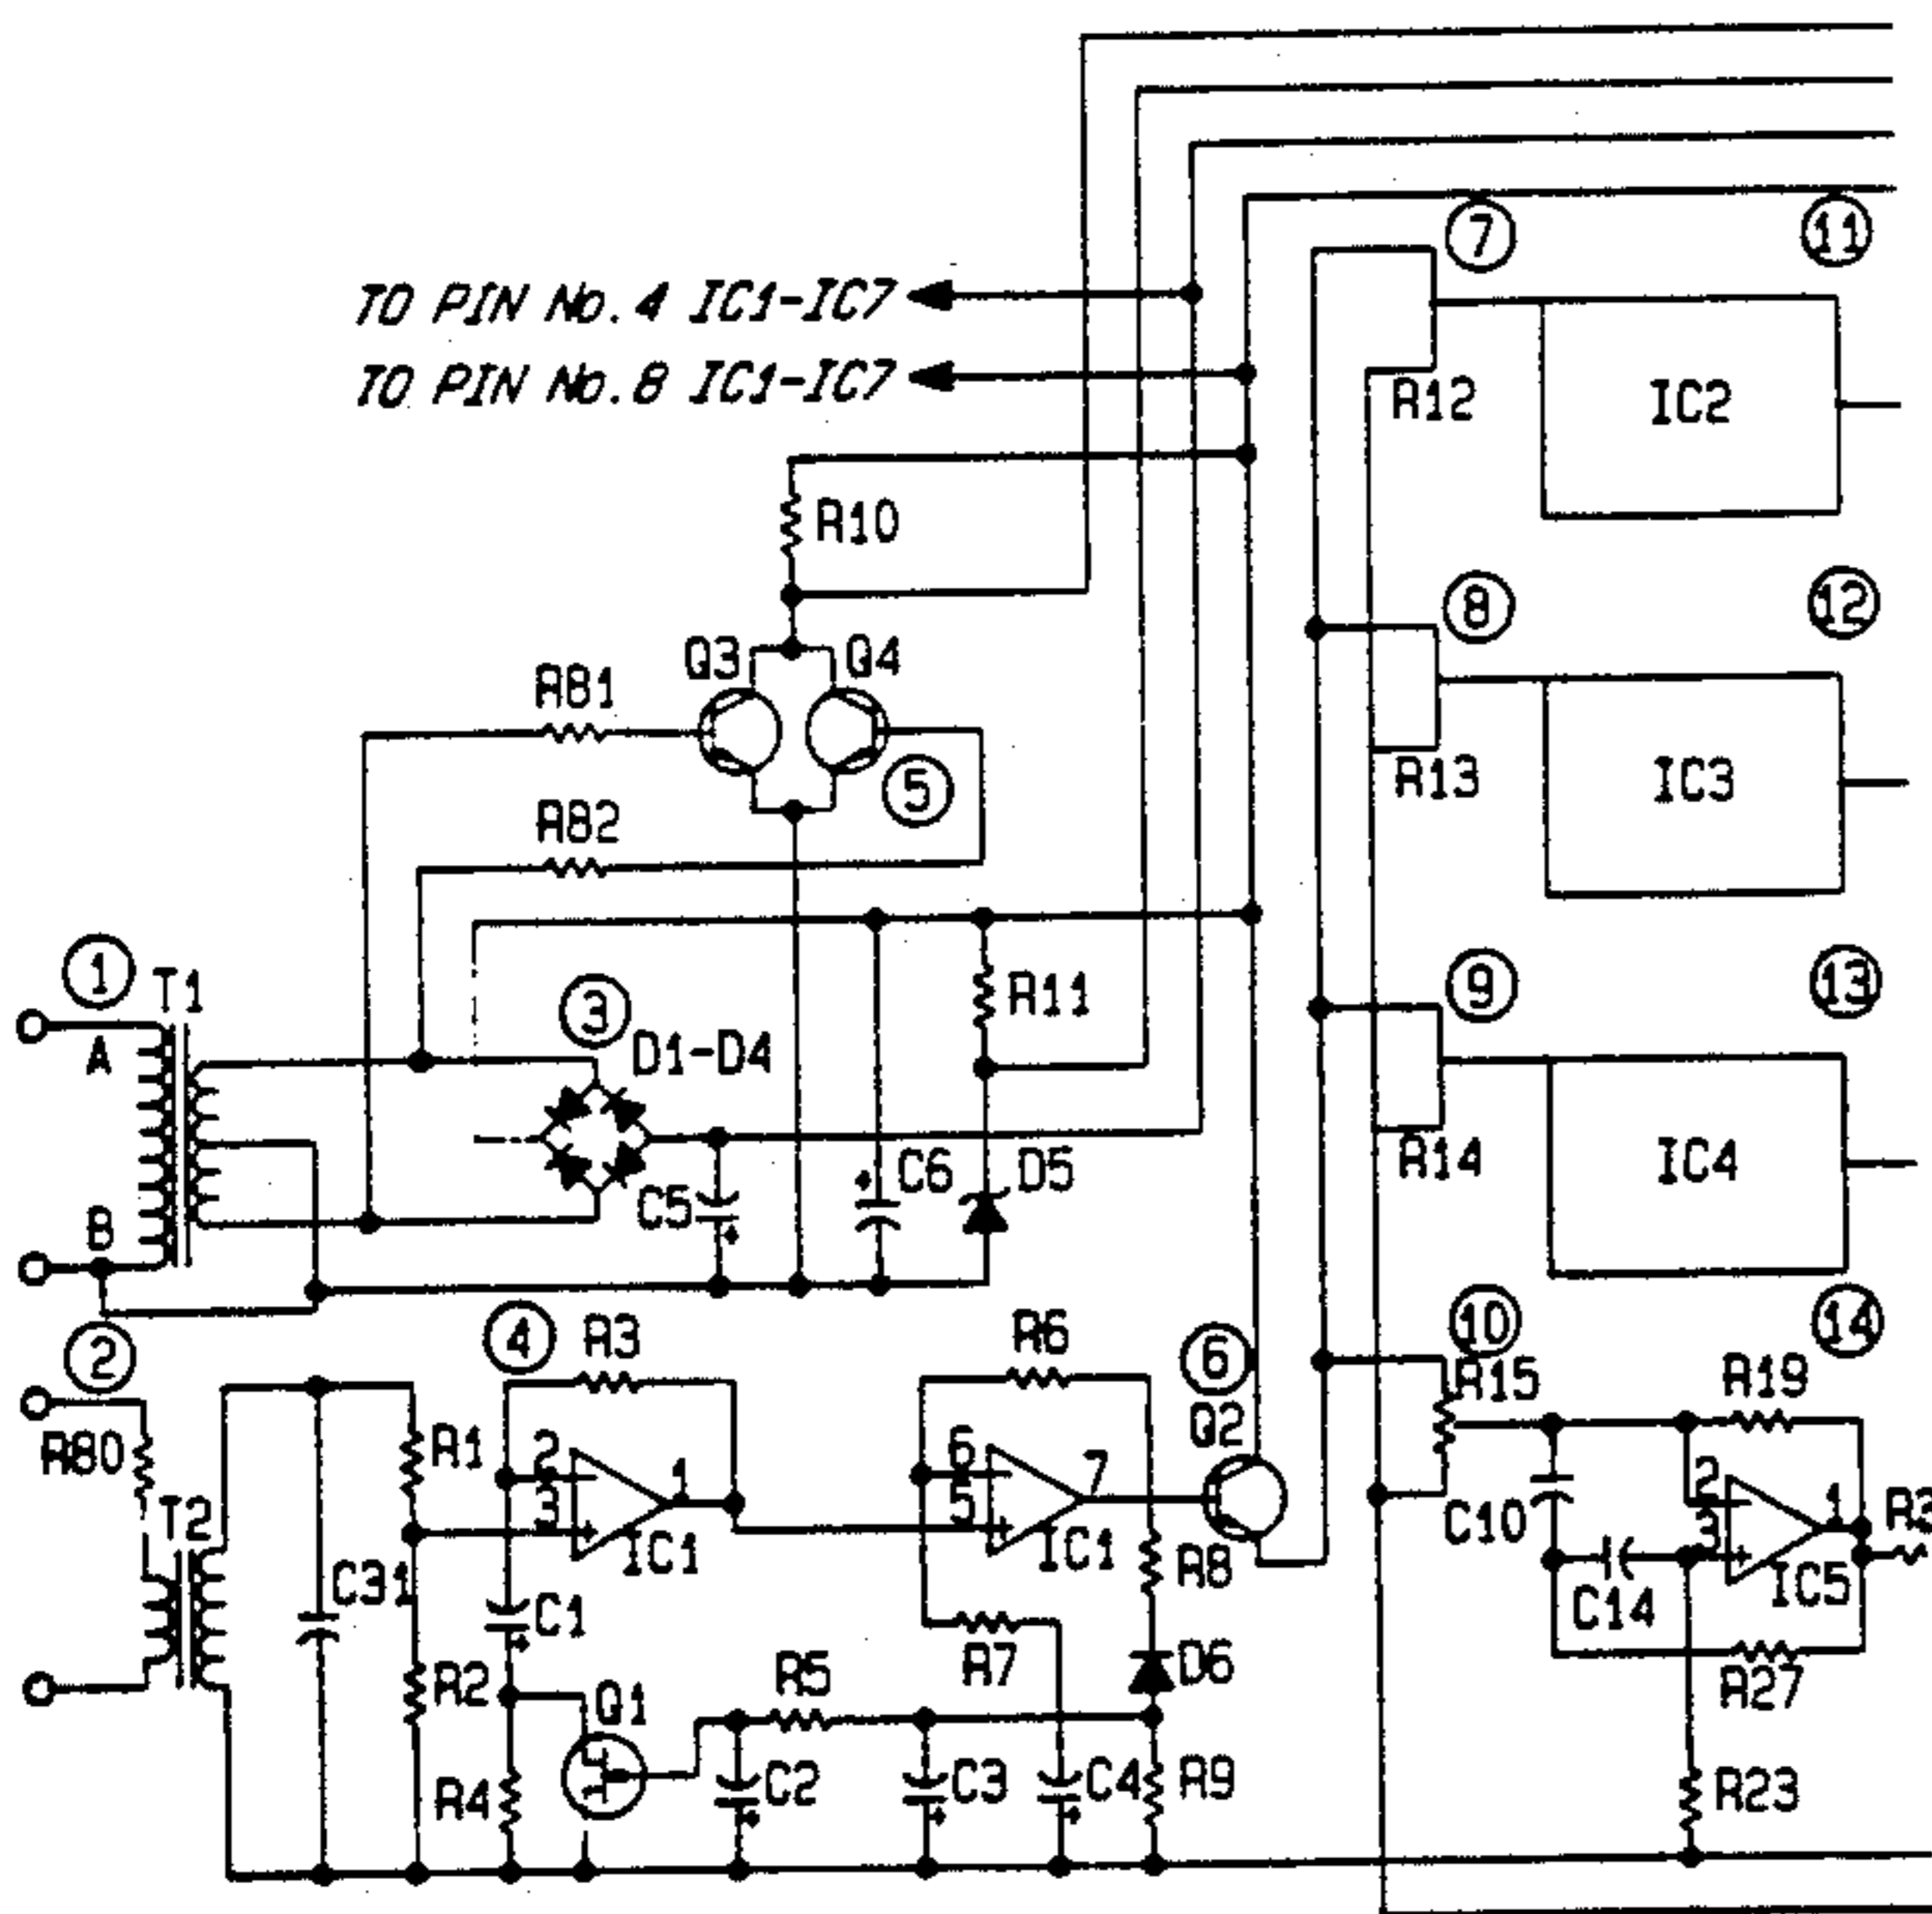 7
11
TO PIN No.4 IC1-IC7
TO PIN No.8 IC1-IC7
R12
IC2
R10
8
12
Q3
Q4
R81
5
R13
IC3
R82
1
T1
3
9
13
R11
A
D1-D4
R14
IC4
C6
D5
C5
B
4
R3
R6
6
10
14
2
R15
R19
Q2
R80
R1
2
3
1
6
5
7
2
3
1
R3
T2
IC1
IC1
R8
C10
IC5
C31
C1
C14
R2
R5
R7
D6
R27
Q1
R4
C2
C3
C4
R9
R23